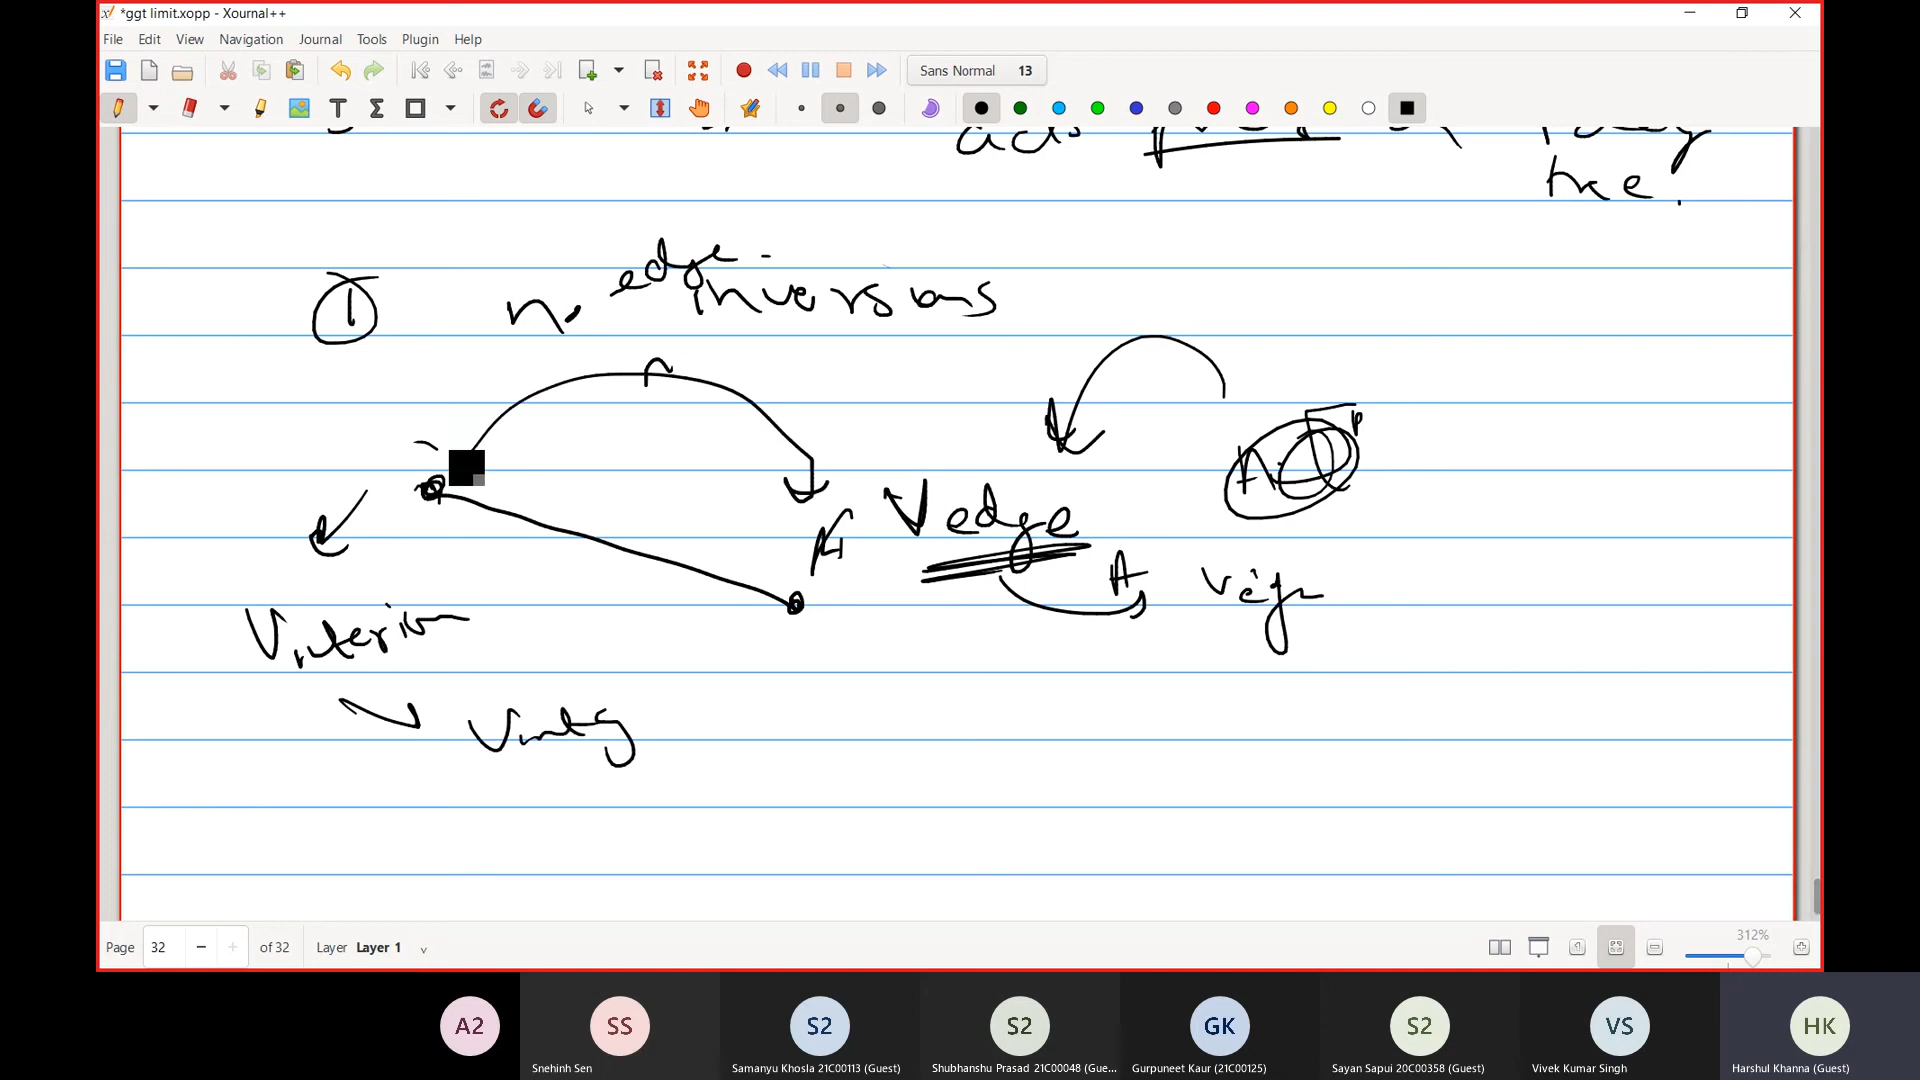 *ggt limit.xopp - Xournal++
File Edit View Navigation Journal Tools Plugin Help
Sans Normal 13
acts freely
tree.
1 no edge - inversions
V edge
V interior
Page 32 of 32 Layer Layer 1 312%
A2 SS S2 S2 GK S2 VS HK
Snehinh Sen Samanyu Khosla 21C00113 (Guest) Shubhanshu Prasad 21C00048 (Gue... Gurpuneet Kaur (21C00125) Sayan Sapui 20C00358 (Guest) Vivek Kumar Singh Harshul Khanna (Guest)